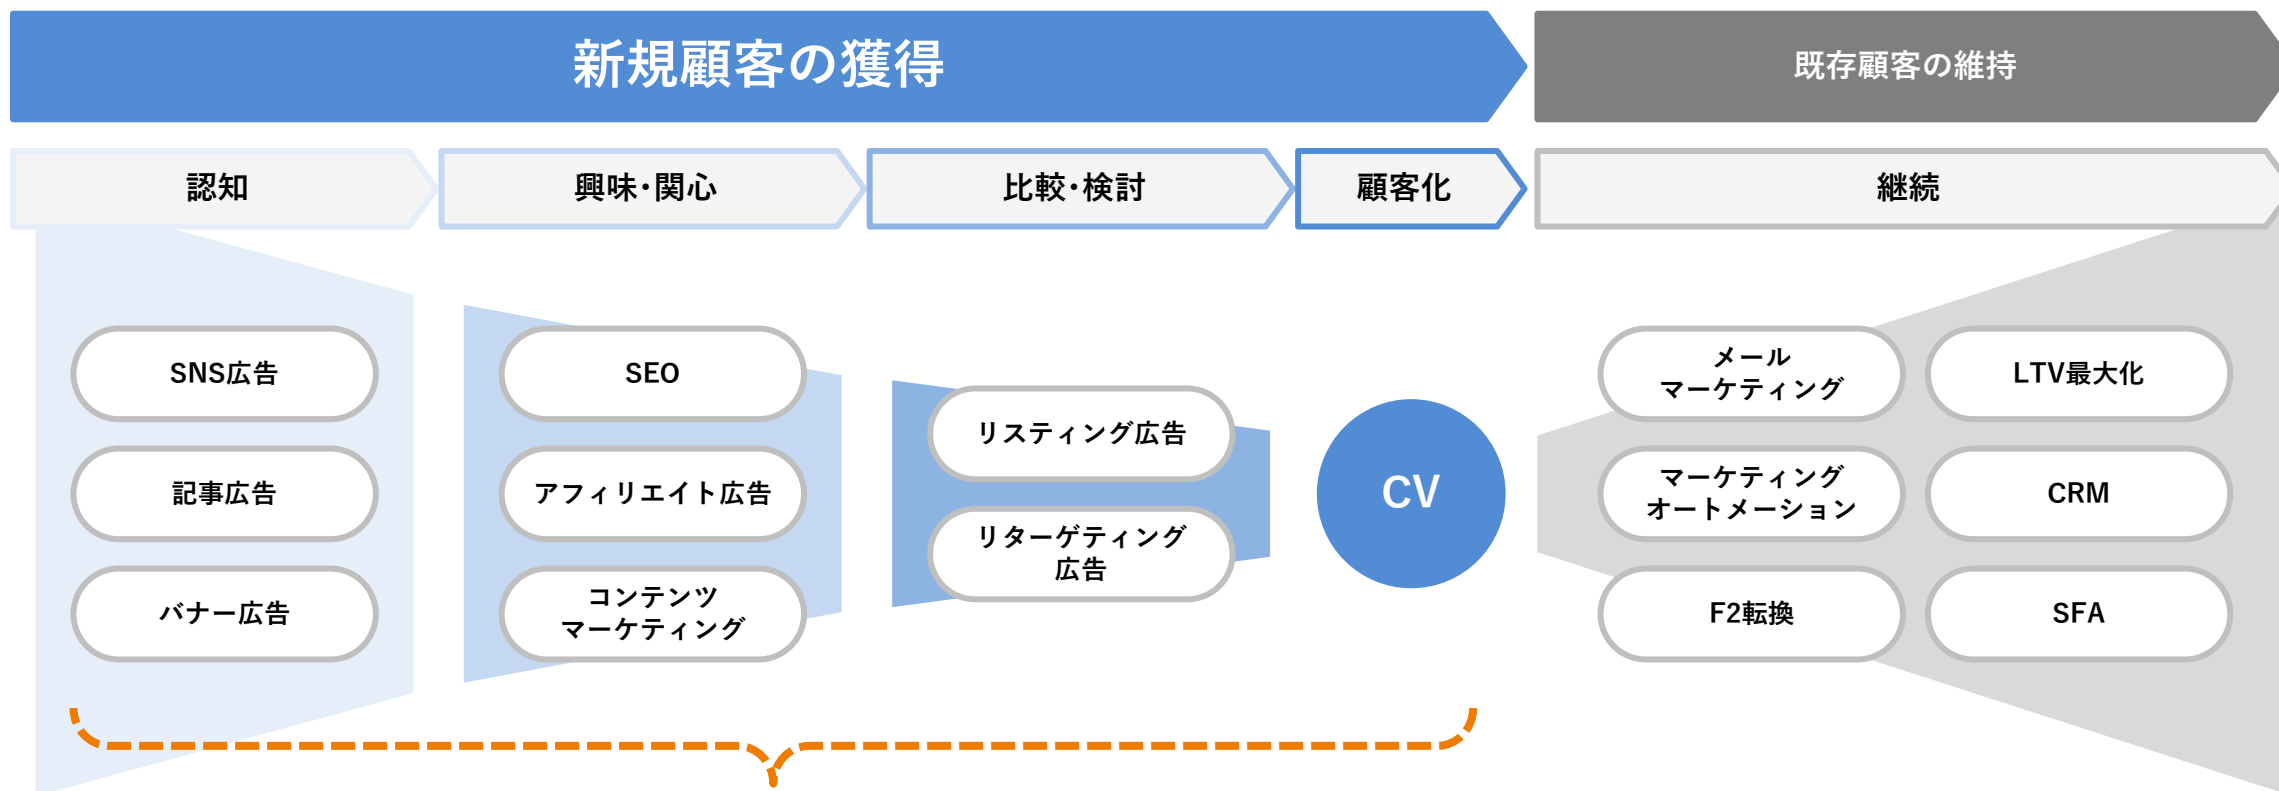 新規顧客の獲得
既存顧客の維持
認知
興味・関心
比較・検討
顧客化
継続
SNS広告
記事広告
バナー広告
SEO
アフィリエイト広告
コンテンツ
マーケティング
リスティング広告
リターゲティング
広告
CV
メール
マーケティング
マーケティング
オートメーション
F2転換
LTV最大化
CRM
SFA